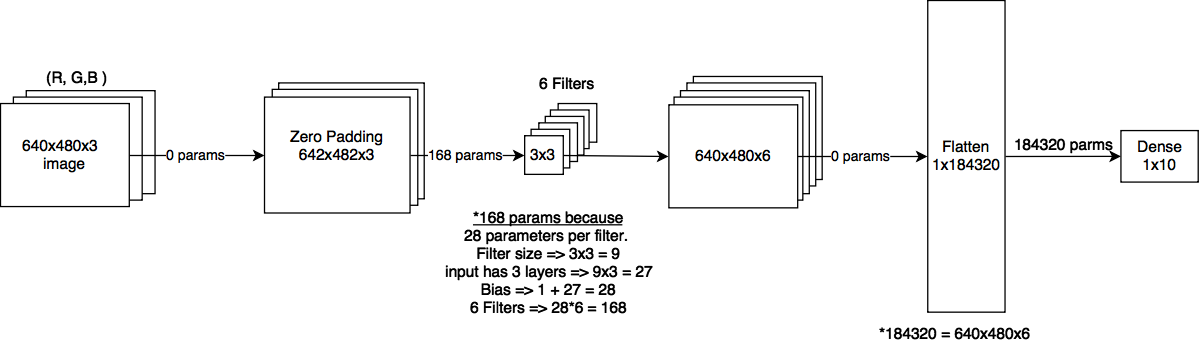 (R, G,B )
640x480x3
image
0 params
Zero Padding
642x482x3
168 params
6 Filters
3x3
*168 params because
28 parameters per filter.
Filter size => 3x3 = 9
input has 3 layers => 9x3 = 27
Bias => 1 + 27 = 28
6 Filters => 28*6 = 168
640x480x6
0 params
Flatten
1x184320
*184320 = 640x480x6
184320 parms
Dense
1x10